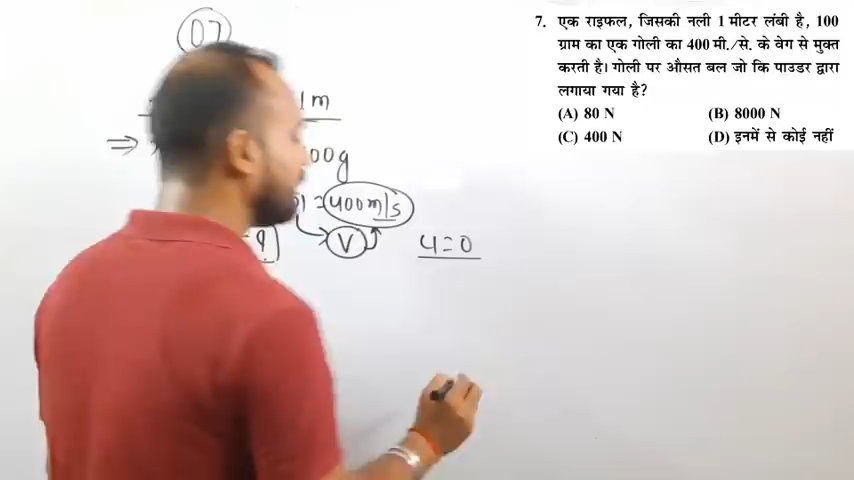 07
7. एक राइफल, जिसकी नली 1 मीटर लंबी है, 100
ग्राम का एक गोली का 400 मी./से. के वेग से मुक्त
करती है। गोली पर औसत बल जो कि पाउडर द्वारा
लगाया गया है?
(A) 80 N (B) 8000 N
(C) 400 N (D) इनमें से कोई नहीं
1m
⇒ 00g
= 400m/s
V
u=0